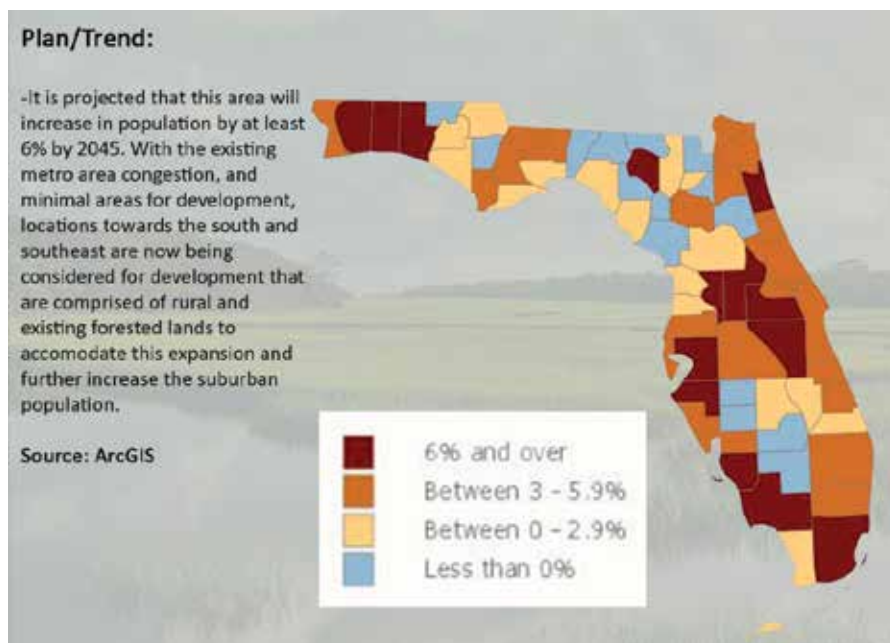 Plan/Trend:
-It is projected that this area will
increase in population by at least
6% by 2045. With the existing
metro area congestion, and
minimal areas for development,
locations towards the south and
southeast are now being
considered for development that
are comprised of rural and
existing forested lands to
accomodate this expansion and
further increase the suburban
population.
Source: ArcGIS
6% and over
Between 3 - 5.9%
Between 0 - 2.9%
Less than 0%